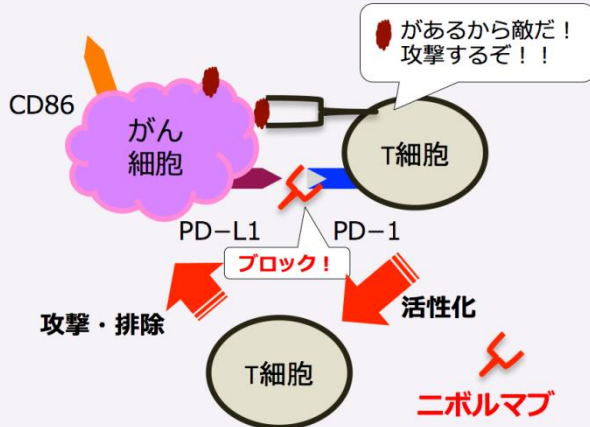 があるから敵だ!
攻撃するぞ!!
CD86
がん
細胞
T細胞
PD-L1
PD-1
ブロック!
攻撃・排除
活性化
T細胞
ニボルマブ